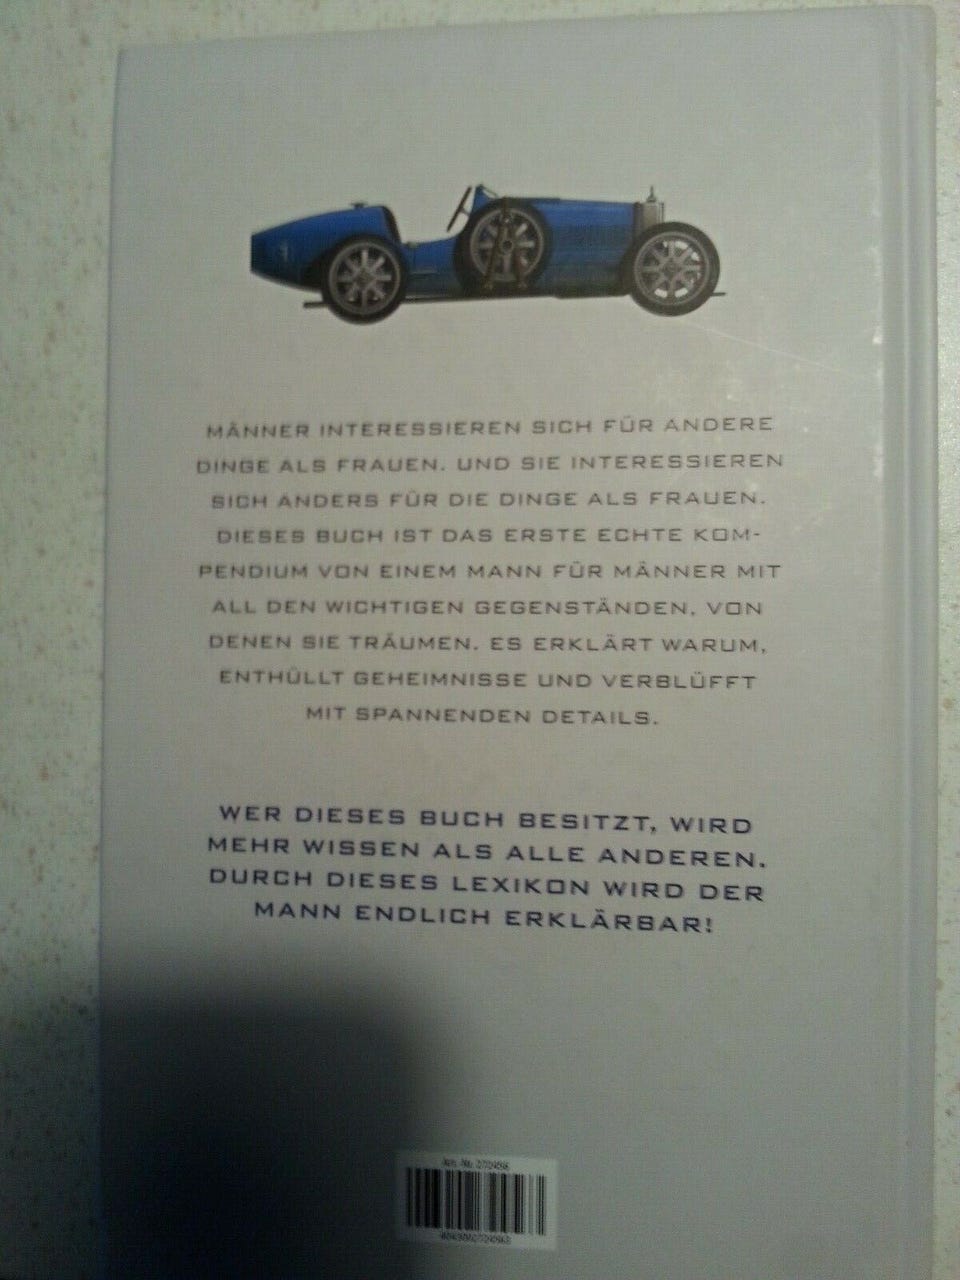 MÄNNER INTERESSIEREN SICH FÜR ANDERE
DINGE ALS FRAUEN. UND SIE INTERESSIEREN
SICH ANDERS FÜR DIE DINGE ALS FRAUEN.
DIESES BUCH IST DAS ERSTE ECHTE KOM-
PENDIUM VON EINEM MANN FÜR MÄNNER MIT
ALL DEN WICHTIGEN GEGENSTÄNDEN, VON
DENEN SIE TRÄUMEN. ES ERKLÄRT WARUM,
ENTHÜLLT GEHEIMNISSE UND VERBLÜFFT
MIT SPANNENDEN DETAILS.
WER DIESES BUCH BESITZT, WIRD
MEHR WISSEN ALS ALLE ANDEREN.
DURCH DIESES LEXIKON WIRD DER
MANN ENDLICH ERKLÄRBAR!
Art. Nr.